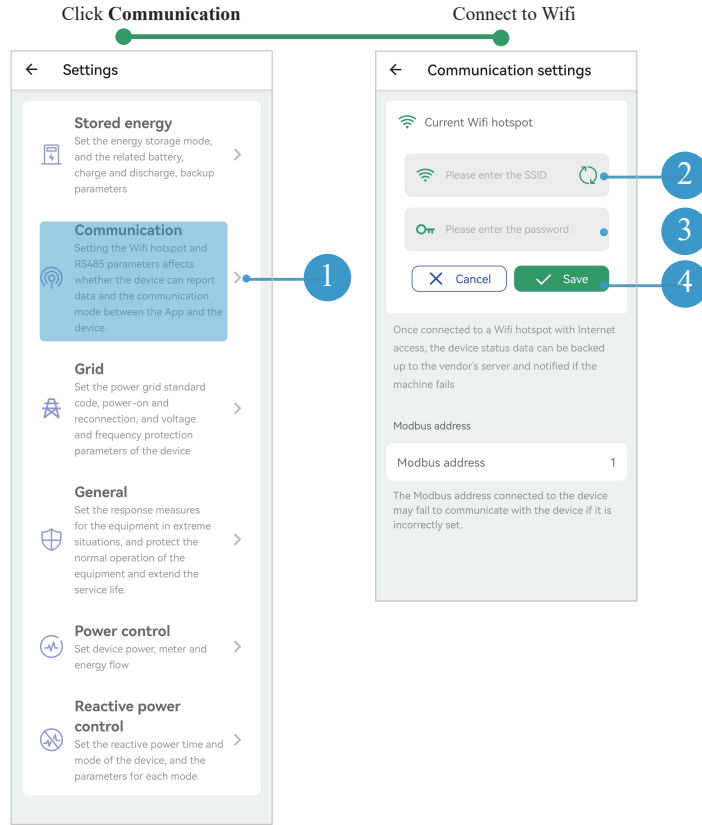 Click Communication
Connect to Wifi
Settings
Stored energy
Set the energy storage mode,
and the related battery,
charge and discharge, backup
parameters
Communication
Setting the Wifi hotspot and
RS485 parameters affects
whether the device can report
data and the communication
mode between the App and the
device.
1
Grid
Set the power grid standard
code, power-on and
reconnection, and voltage
and frequency protection
parameters of the device
General
Set the response measures
for the equipment in extreme
situations, and protect the
normal operation of the
equipment and extend the
service life.
Power control
Set device power, meter and
energy flow
Reactive power
control
Set the reactive power time and
mode of the device, and the
parameters for each mode.
Communication settings
Current Wifi hotspot
Please enter the SSID
2
Please enter the password
3
Cancel
Save
4
Once connected to a Wifi hotspot with Internet
access, the device status data can be backed
up to the vendor's server and notified if the
machine fails
Modbus address
Modbus address 1
The Modbus address connected to the device
may fail to communicate with the device if it is
incorrectly set.